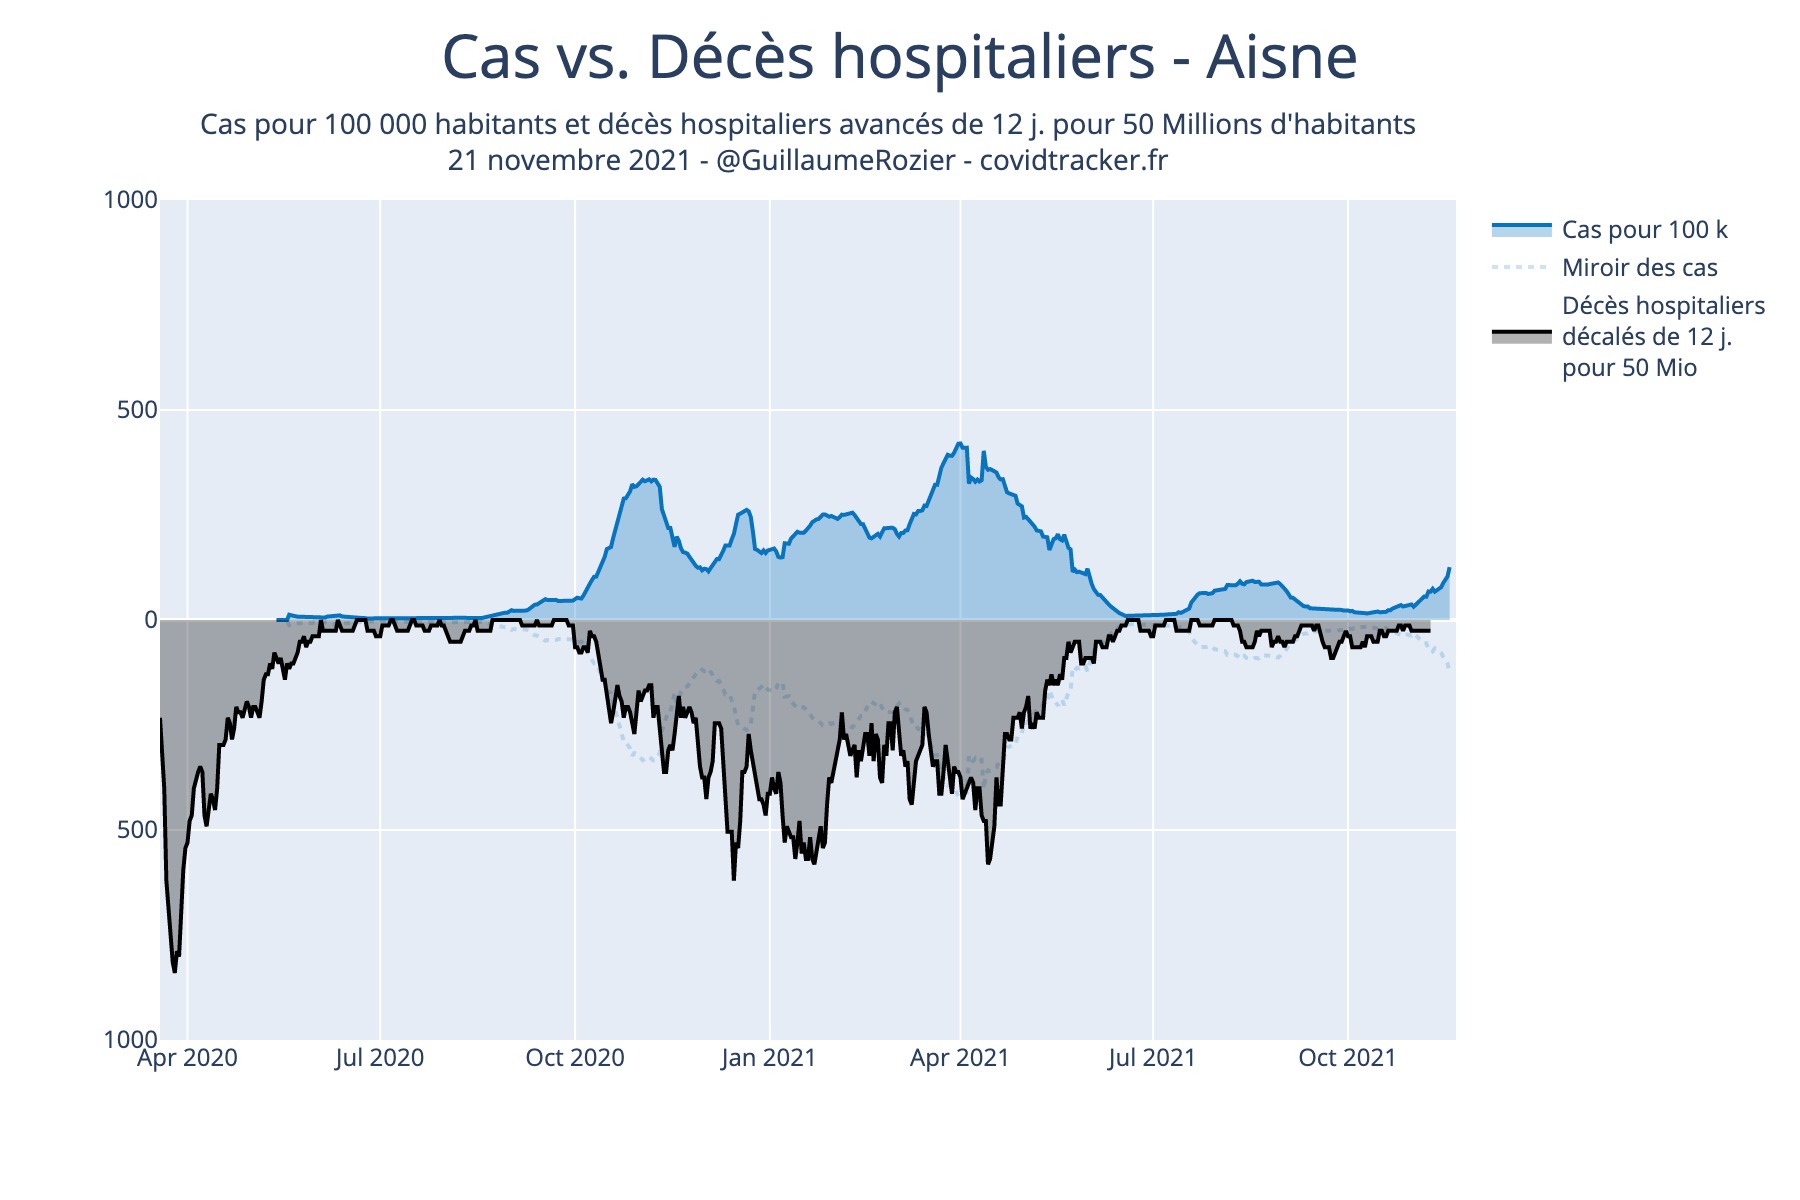 Cas vs. Décès hospitaliers - Aisne
Cas pour 100 000 habitants et décès hospitaliers avancés de 12 j. pour 50 Millions d'habitants
21 novembre 2021 - @GuillaumeRozier - covidtracker.fr
1000
500
0
500
1000
Apr 2020
Jul 2020
Oct 2020
Jan 2021
Apr 2021
Jul 2021
Oct 2021
Cas pour 100 k
Miroir des cas
Décès hospitaliers
décalés de 12 j.
pour 50 Mio